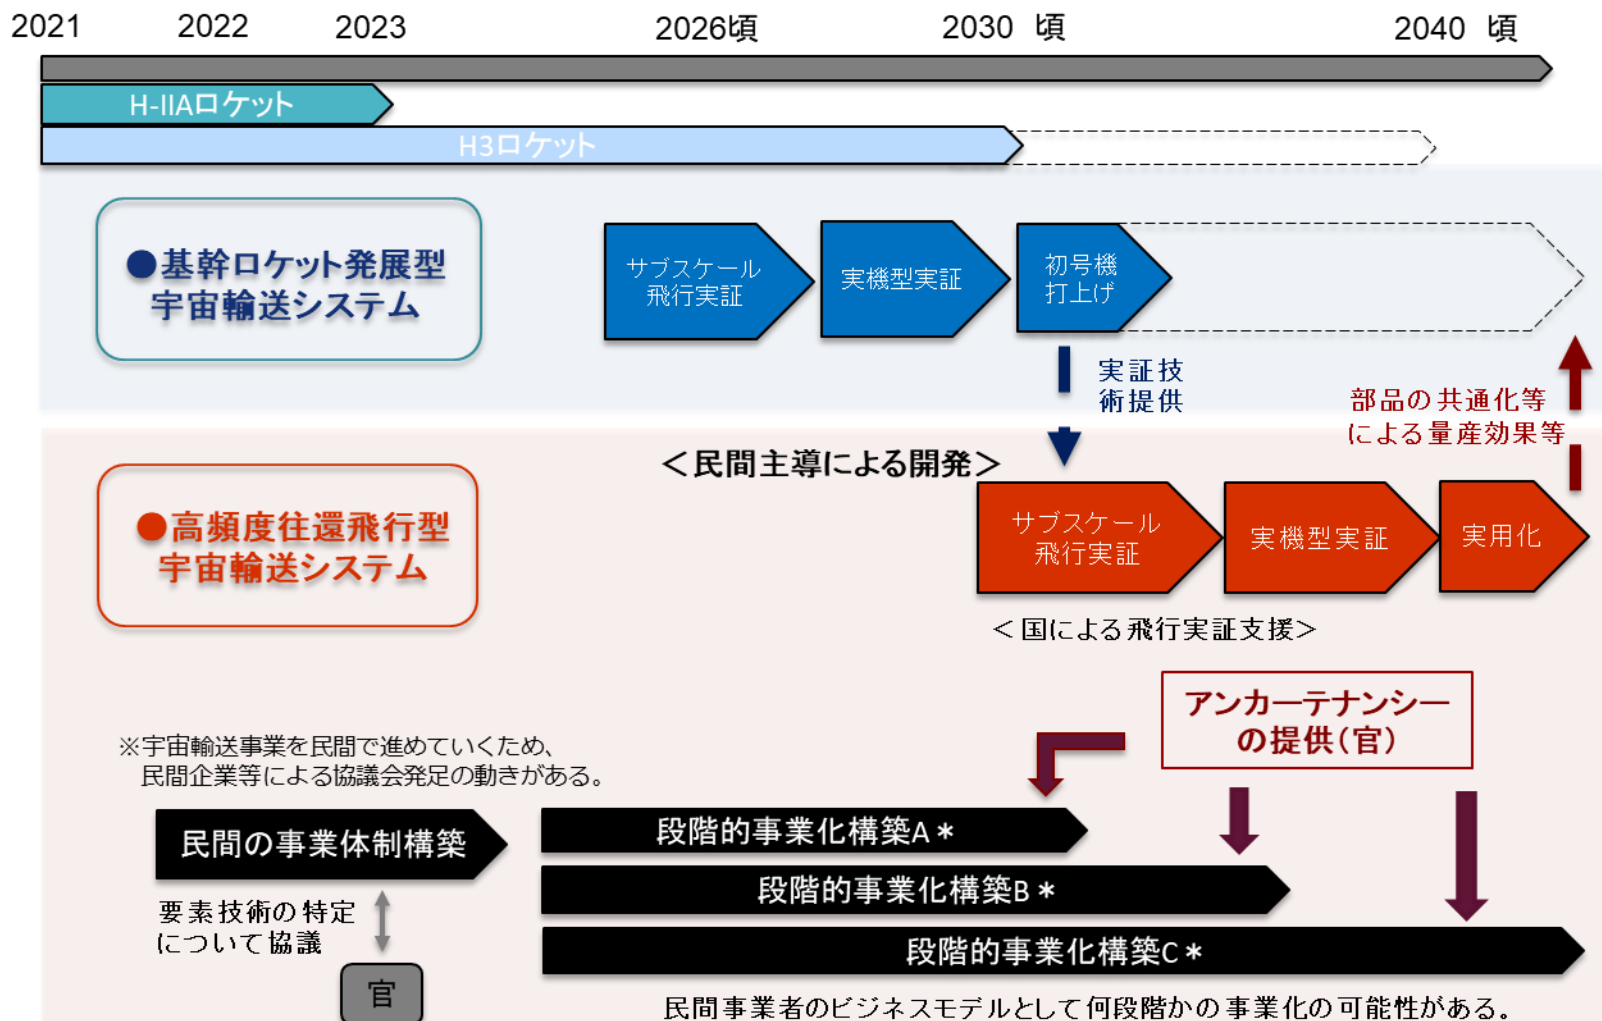 2021 2022 2023 2026頃 2030 頃 2040 頃
H-IIAロケット
H3ロケット
●基幹ロケット発展型
宇宙輸送システム
サブスケール
飛行実証
実機型実証
初号機
打上げ
実証技
術提供
部品の共通化等
による量産効果等
＜民間主導による開発＞
●高頻度往還飛行型
宇宙輸送システム
サブスケール
飛行実証
実機型実証
実用化
＜国による飛行実証支援＞
アンカーテナンシー
の提供（官）
※宇宙輸送事業を民間で進めていくため、
民間企業等による協議会発足の動きがある。
民間の事業体制構築
段階的事業化構築A＊
段階的事業化構築B＊
段階的事業化構築C＊
要素技術の特定
について協議
官
民間事業者のビジネスモデルとして何段階かの事業化の可能性がある。